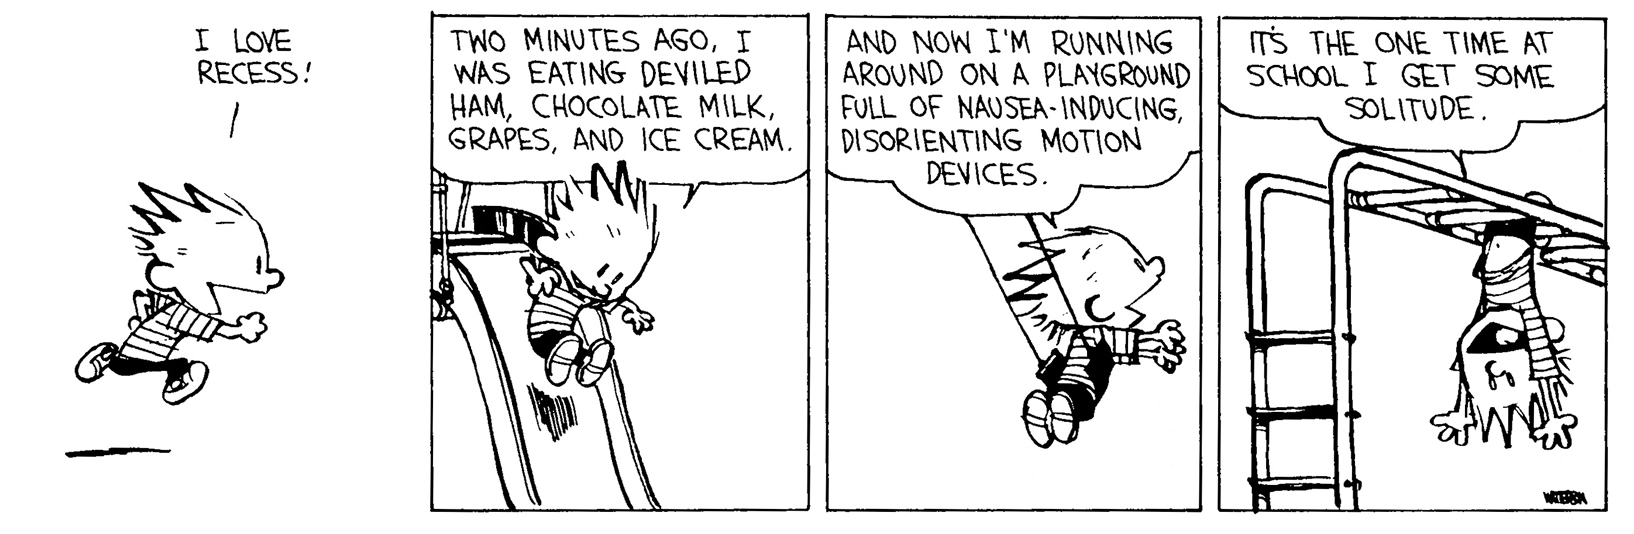 I LOVE
RECESS!
TWO MINUTES AGO, I
WAS EATING DEVILED
HAM, CHOCOLATE MILK,
GRAPES, AND ICE CREAM.
AND NOW I'M RUNNING
AROUND ON A PLAYGROUND
FULL OF NAUSEA-INDUCING,
DISORIENTING MOTION
DEVICES.
IT'S THE ONE TIME AT
SCHOOL I GET SOME
SOLITUDE.
WATTERSON